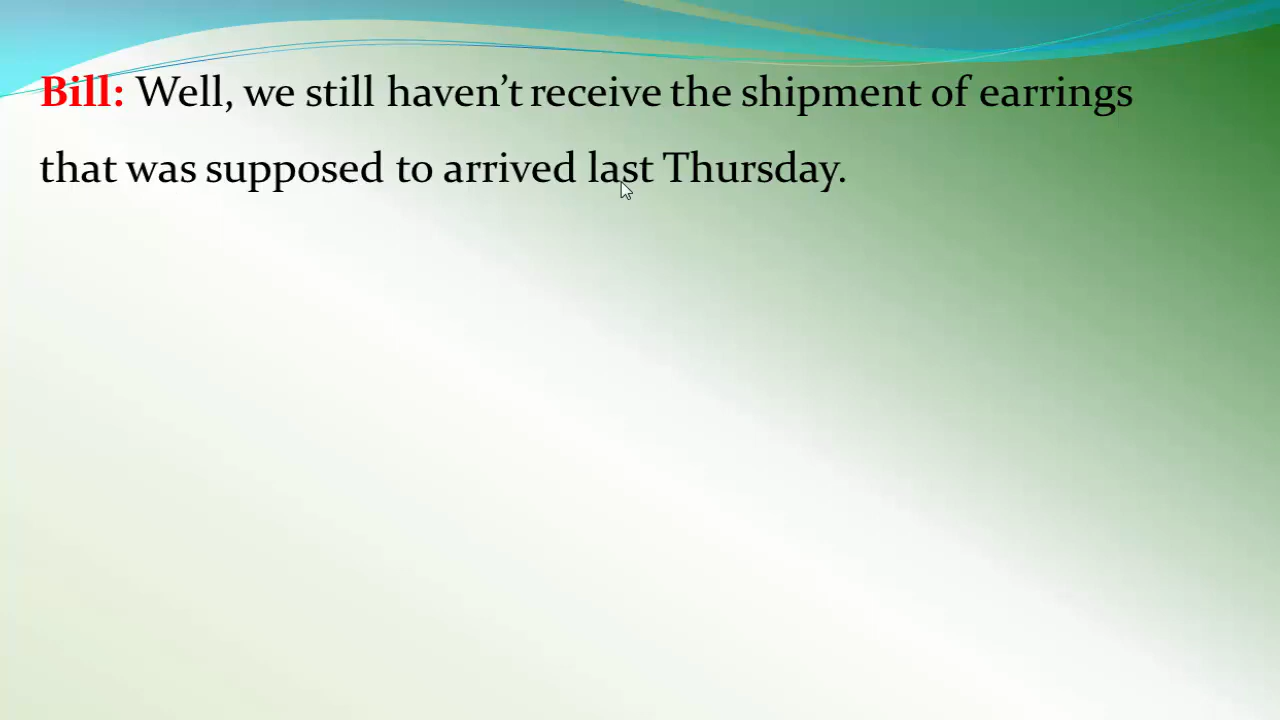 Bill: Well, we still haven’t receive the shipment of earrings
that was supposed to arrived last Thursday.